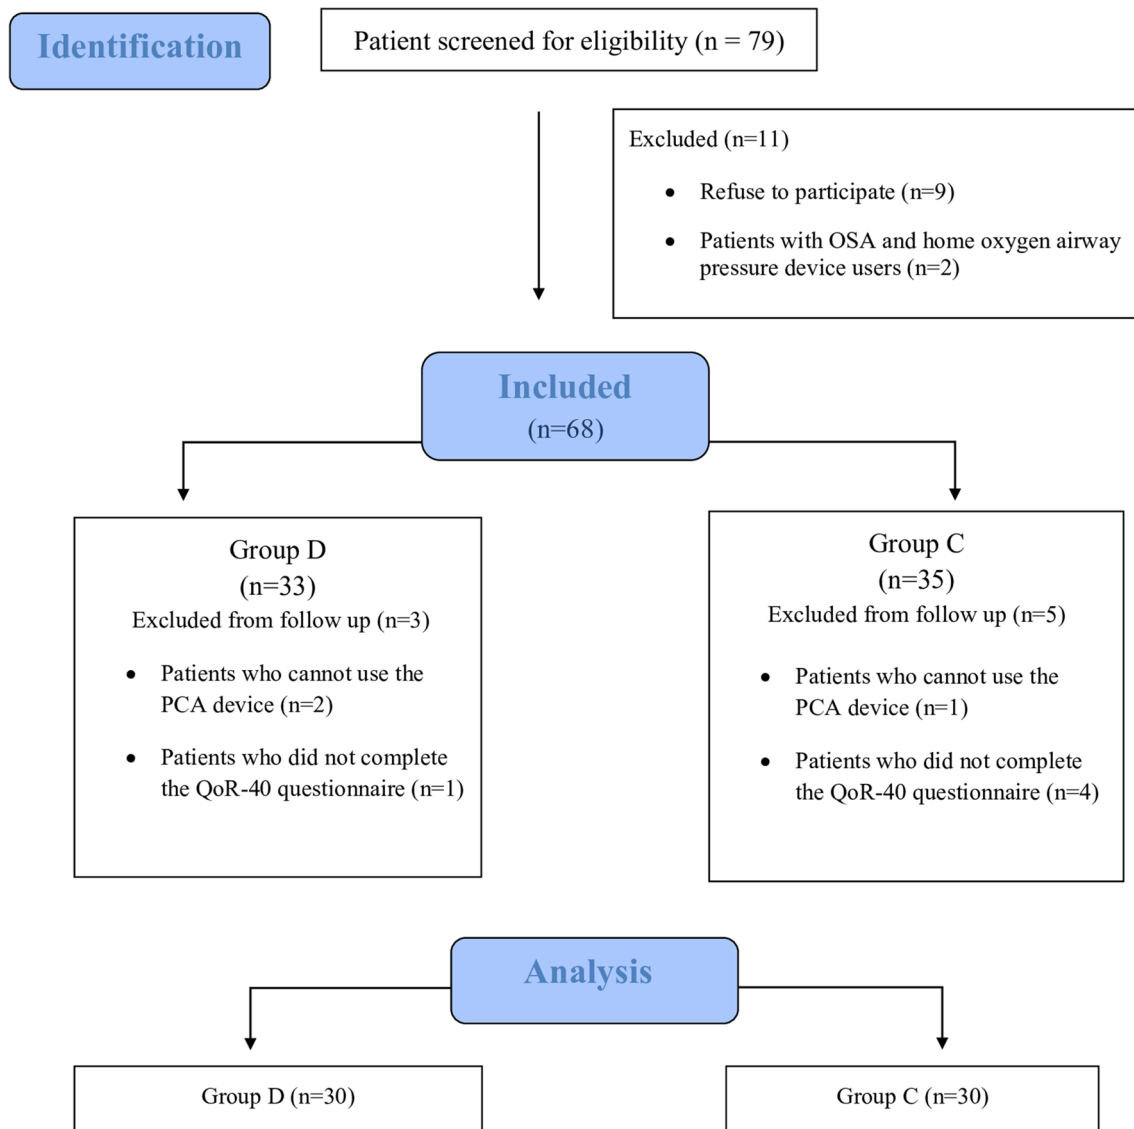 Identification
Patient screened for eligibility (n = 79)
Excluded (n=11)
• Refuse to participate (n=9)
• Patients with OSA and home oxygen airway
pressure device users (n=2)
Included
(n=68)
Group D
(n=33)
Excluded from follow up (n=3)
• Patients who cannot use the
PCA device (n=2)
• Patients who did not complete
the QoR-40 questionnaire (n=1)
Group C
(n=35)
Excluded from follow up (n=5)
• Patients who cannot use the
PCA device (n=1)
• Patients who did not complete
the QoR-40 questionnaire (n=4)
Analysis
Group D (n=30)
Group C (n=30)